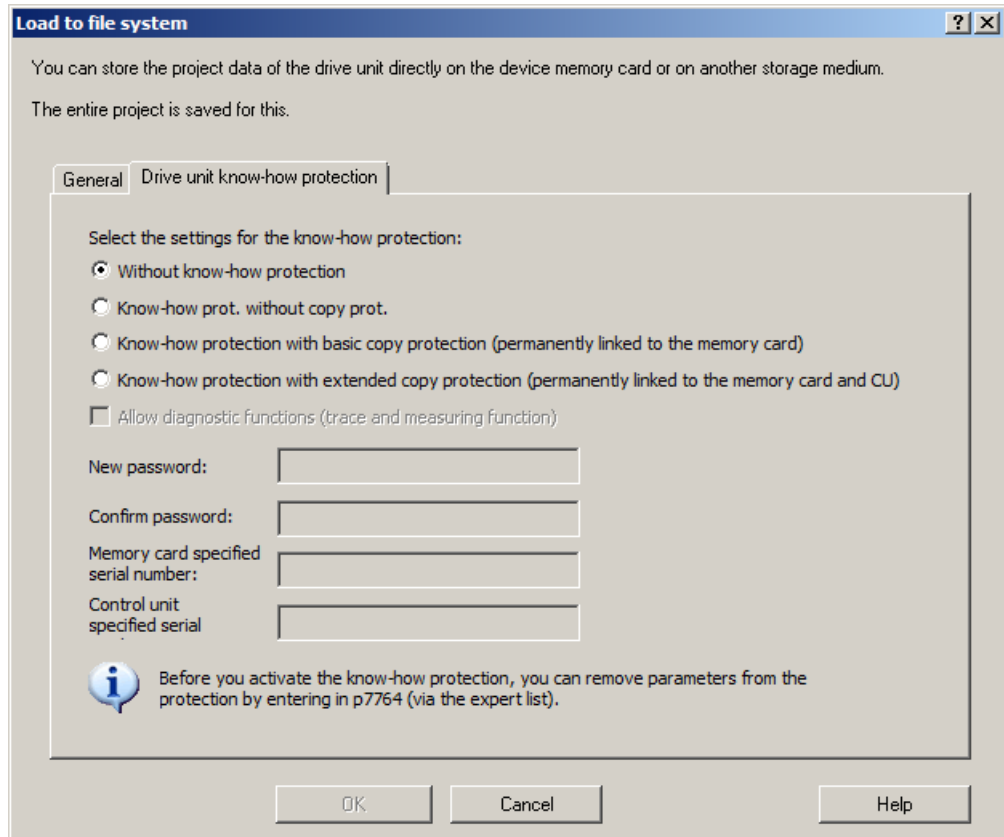 Load to file system
You can store the project data of the drive unit directly on the device memory card or on another storage medium.
The entire project is saved for this.
General
Drive unit know-how protection
Select the settings for the know-how protection:
Without know-how protection
Know-how prot. without copy prot.
Know-how protection with basic copy protection (permanently linked to the memory card)
Know-how protection with extended copy protection (permanently linked to the memory card and CU)
Allow diagnostic functions (trace and measuring function)
New password:
Confirm password:
Memory card specified
serial number:
Control unit
specified serial
Before you activate the know-how protection, you can remove parameters from the
protection by entering in p7764 (via the expert list).
OK
Cancel
Help